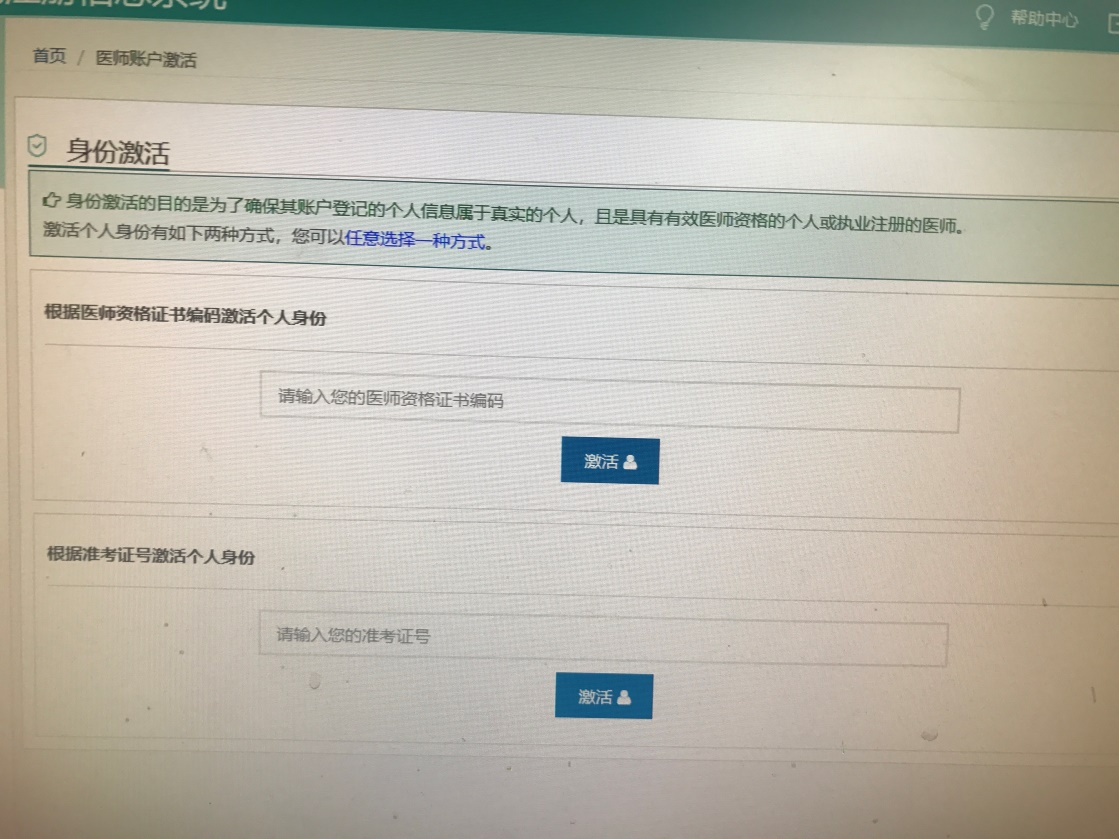 信息系统
帮助中心
首页 / 医师账户激活
身份激活
身份激活的目的是为了确保其账户登记的个人信息属于真实的个人，且是具有有效医师资格的个人或执业注册的医师。
激活个人身份有如下两种方式，您可以任意选择一种方式。
根据医师资格证书编码激活个人身份
请输入您的医师资格证书编码
激活
根据准考证号激活个人身份
请输入您的准考证号
激活